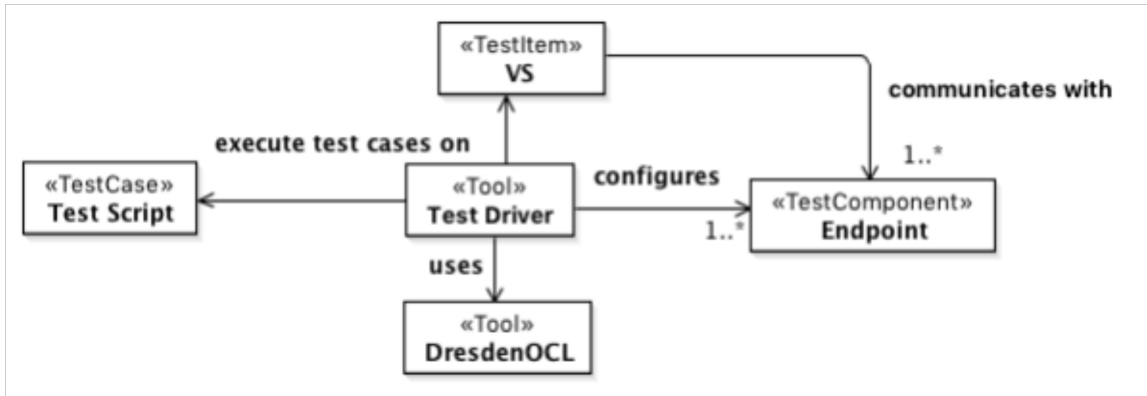 «TestItem»
VS
communicates with
execute test cases on
1..*
«TestCase»
Test Script
«Tool»
Test Driver
configures
1..*
«TestComponent»
Endpoint
uses
«Tool»
DresdenOCL